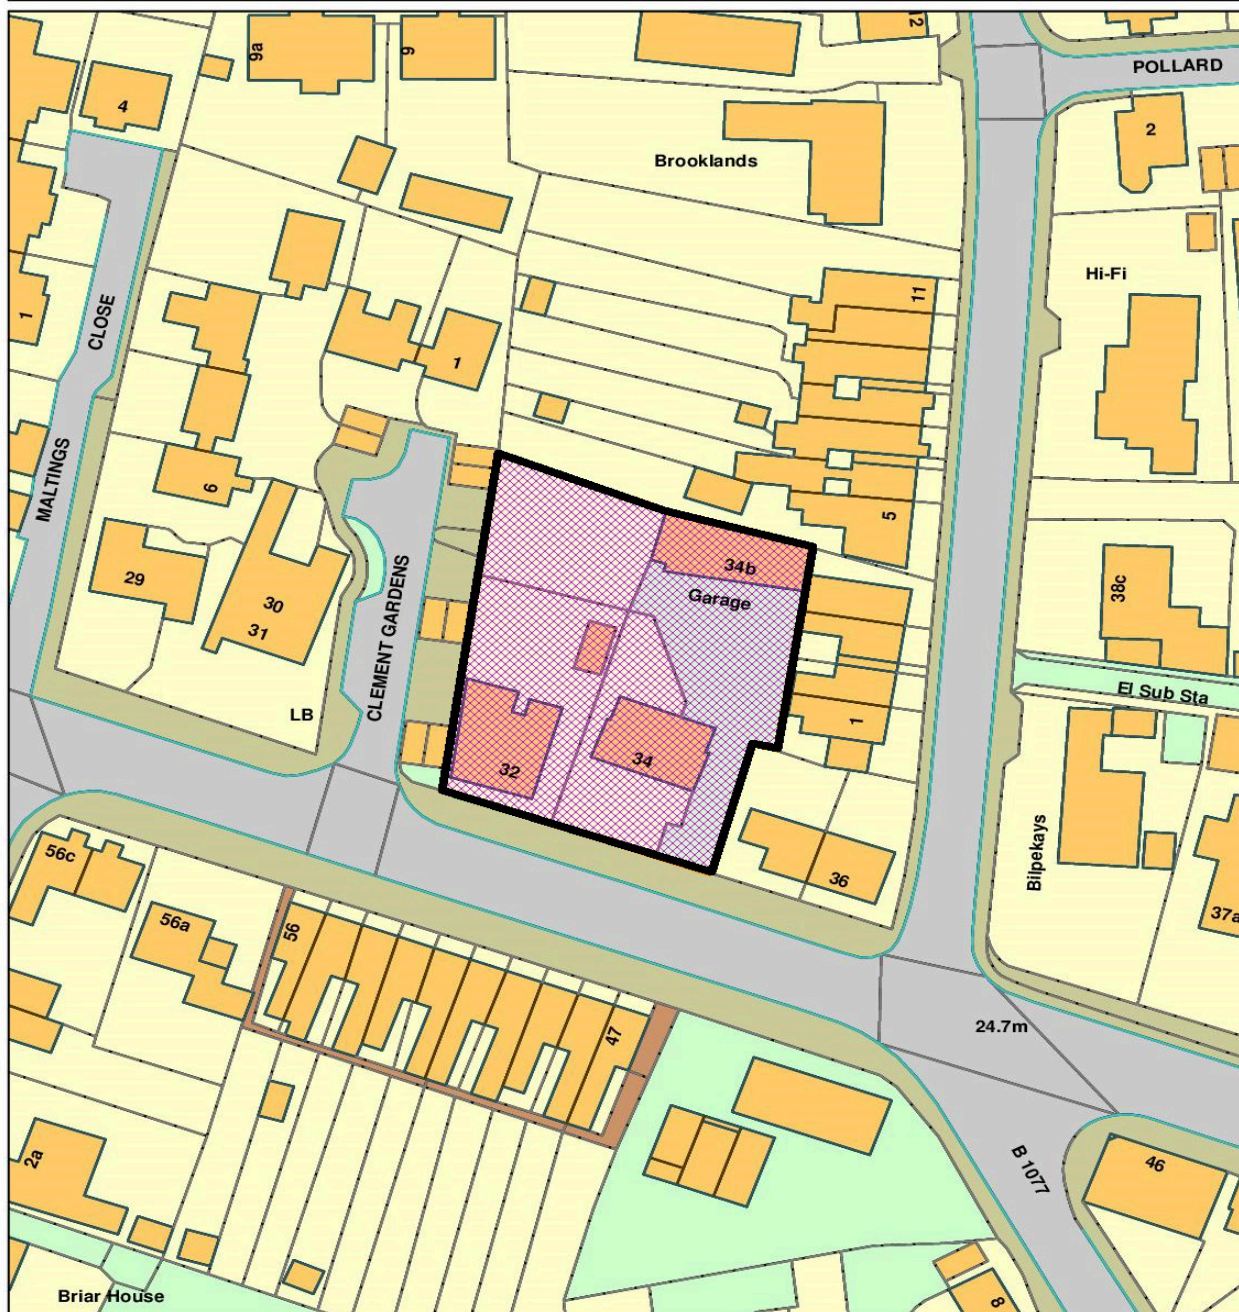 9a
9
12
POLLARD
4
2
Brooklands
Hi-Fi
11
1
CLOSE
1
MALTINGS
6
5
34b
Garage
29
30
31
38c
El Sub Sta
CLEMENT GARDENS
LB
1
34
32
56c
36
Bilpekays
56a
56
37a
47
24.7m
2a
B 1077
46
8
Briar House